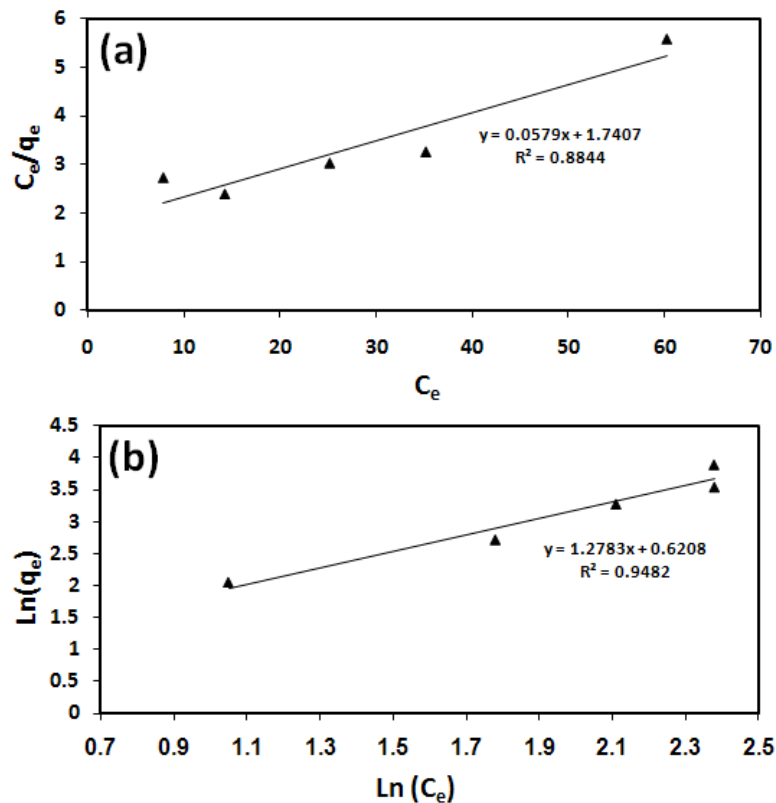 (a)
6
5
4
3
2
1
0
Cₑ/qₑ
y = 0.0579x + 1.7407
R² = 0.8844
0 10 20 30 40 50 60 70
Cₑ
(b)
4.5
4
3.5
3
2.5
2
1.5
1
0.5
0
Ln(qₑ)
y = 1.2783x + 0.6208
R² = 0.9482
0.7 0.9 1.1 1.3 1.5 1.7 1.9 2.1 2.3 2.5
Ln (Cₑ)